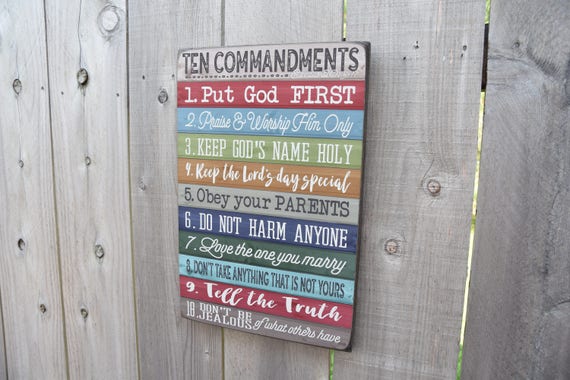 TEN COMMANDMENTS
1. Put God FIRST
2. Praise & Worship Him Only
3. KEEP GOD'S NAME HOLY
4. Keep the Lord's day special
5. Obey your PARENTS
6. DO NOT HARM ANYONE
7. Love the one you marry
8. DON'T TAKE ANYTHING THAT IS NOT YOURS
9. Tell the Truth
10. DON'T BE
JEALOUS of what others have